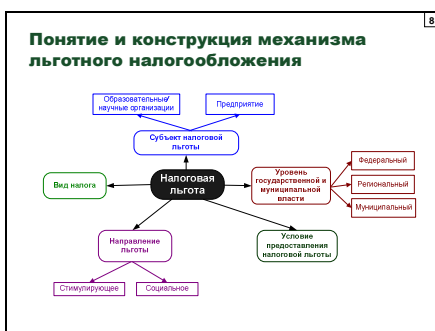 8
Понятие и конструкция механизма
льготного налогообложения
Образовательные/
научные организации
Предприятие
Субъект налоговой
льготы
Федеральный
Уровень
государственной и
муниципальной
власти
Вид налога
Налоговая
льгота
Региональный
Муниципальный
Направление
льготы
Условие
предоставления
налоговой льготы
Стимулирующее
Социальное